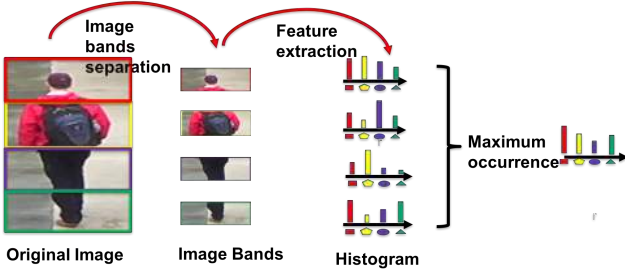 Image
bands
separation
Feature
extraction
Maximum
occurrence
Original Image
Image Bands
Histogram